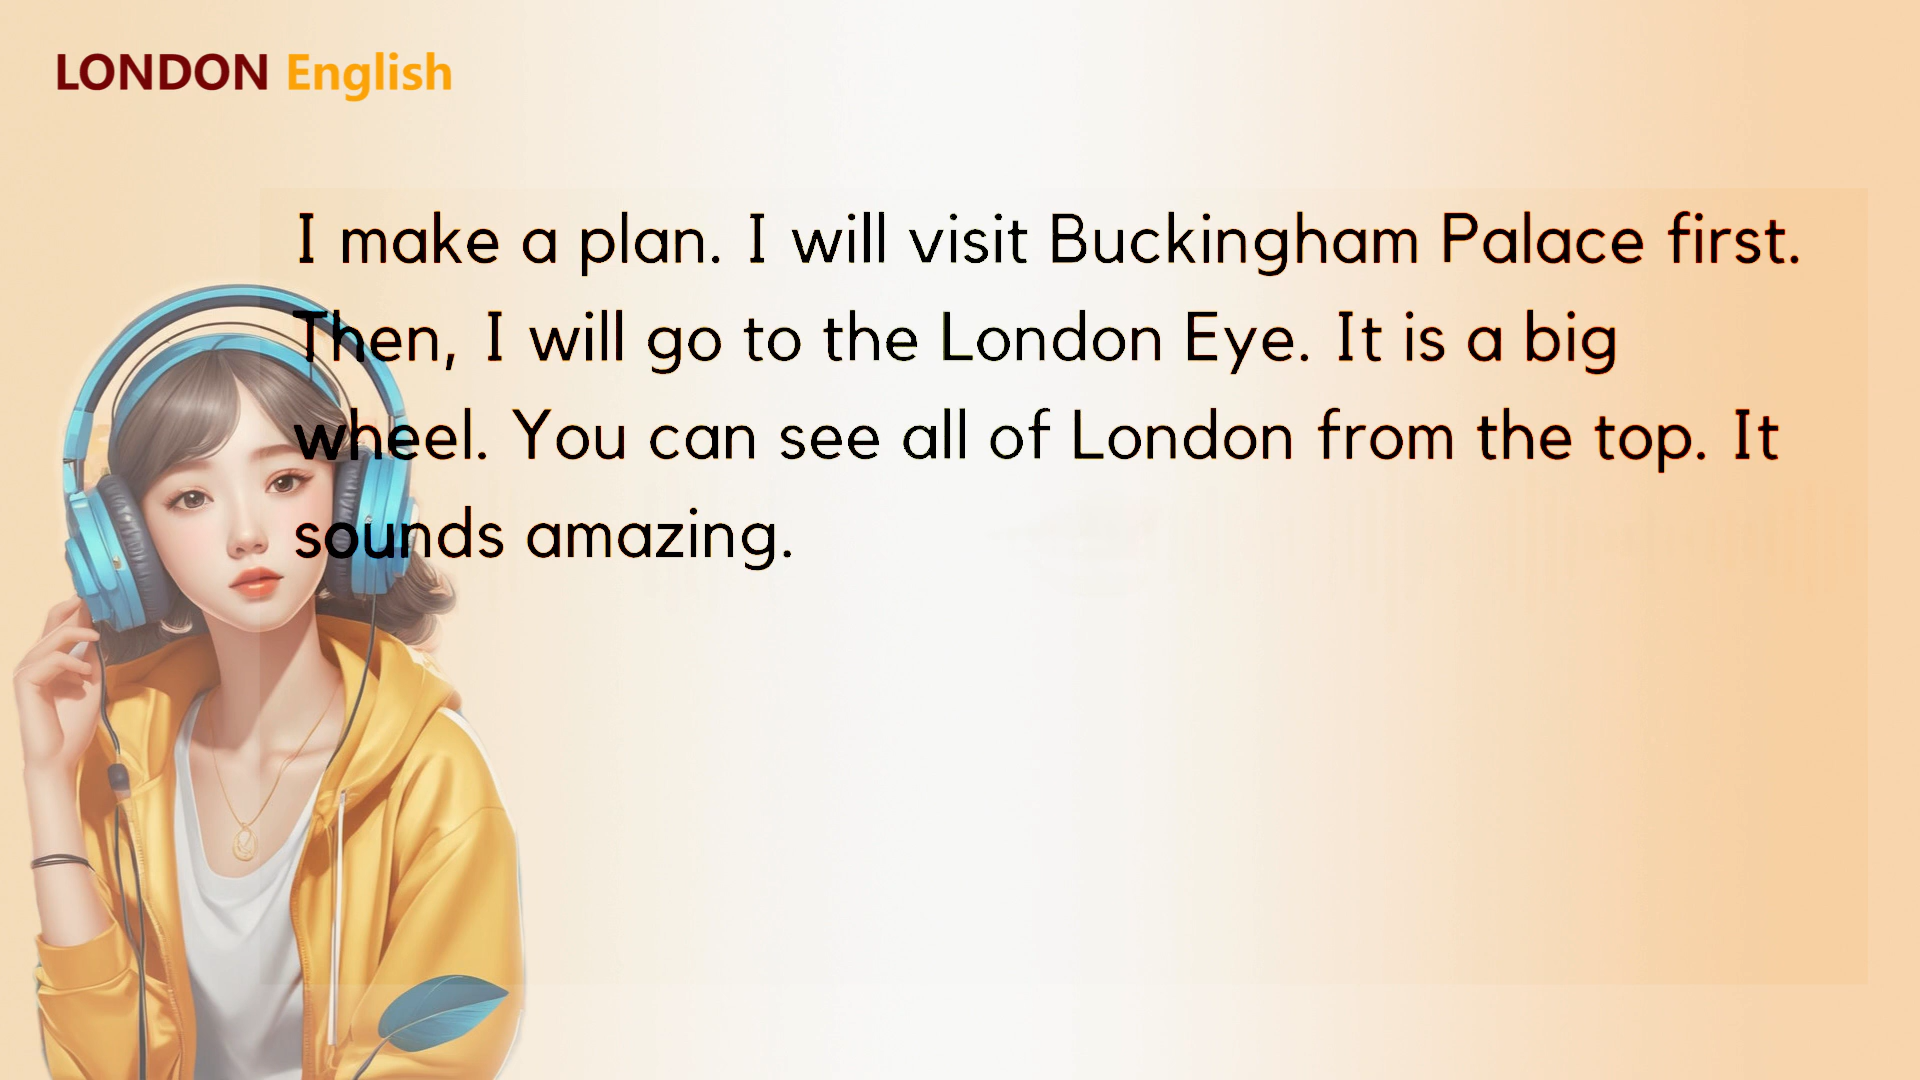 LONDON English
I make a plan. I will visit Buckingham Palace first.
Then, I will go to the London Eye. It is a big
wheel. You can see all of London from the top. It
sounds amazing.